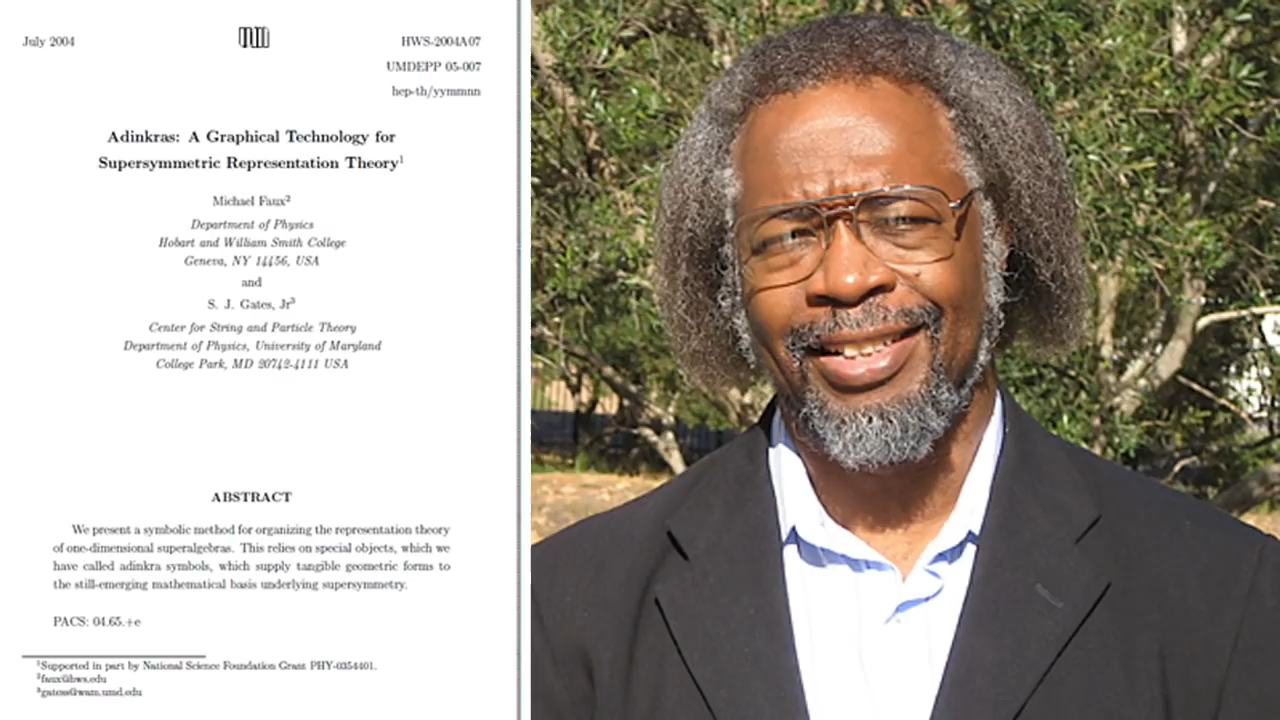 July 2004
HWS-2004A07
UMDEPP 05-007
hep-th/yymmnn
Adinkras: A Graphical Technology for
Supersymmetric Representation Theory¹
Michael Faux²
Department of Physics
Hobart and William Smith College
Geneva, NY 14456, USA
and
S. J. Gates, Jr³
Center for String and Particle Theory
Department of Physics, University of Maryland
College Park, MD 20742-4111 USA
ABSTRACT
We present a symbolic method for organizing the representation theory
of one-dimensional superalgebras. This relies on special objects, which we
have called adinkra symbols, which supply tangible geometric forms to
the still-emerging mathematical basis underlying supersymmetry.
PACS: 04.65.+e
¹Supported in part by National Science Foundation Grant PHY-0354401.
²faux@hws.edu
³gatess@wam.umd.edu